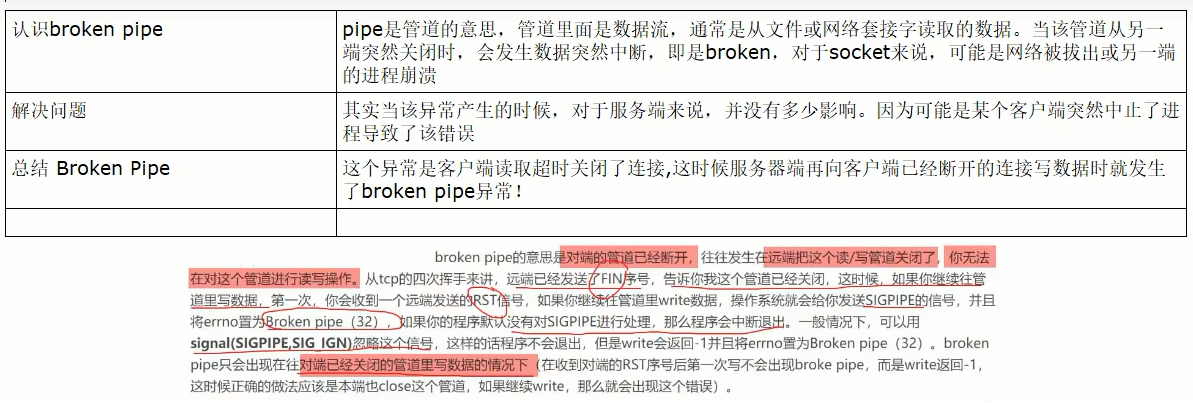 认识broken pipe
pipe是管道的意思，管道里面是数据流，通常是从文件或网络套接字读取的数据。当该管道从另一
端突然关闭时，会发生数据突然中断，即是broken，对于socket来说，可能是网络被拔出或另一端
的进程崩溃
解决问题
其实当该异常产生的时候，对于服务端来说，并没有多少影响。因为可能是某个客户端突然中止了进
程导致了该错误
总结 Broken Pipe
这个异常是客户端读取超时关闭了连接,这时候服务器端再向客户端已经断开的连接写数据时就发生
了broken pipe异常！
broken pipe的意思是对端的管道已经断开，往往发生在远端把这个读/写管道关闭了，你无法
在对这个管道进行读写操作。从tcp的四次挥手来讲，远端已经发送了FIN序号，告诉你我这个管道已经关闭，这时候，如果你继续往管
道里写数据，第一次，你会收到一个远端发送的RST信号，如果你继续往管道里write数据，操作系统就会给你发送SIGPIPE的信号，并且
将errno置为Broken pipe（32），如果你的程序默认没有对SIGPIPE进行处理，那么程序会中断退出。一般情况下，可以用
signal(SIGPIPE,SIG_IGN)忽略这个信号，这样的话程序不会退出，但是write会返回-1并且将errno置为Broken pipe（32）。broken
pipe只会出现在往对端已经关闭的管道里写数据的情况下（在收到对端的RST序号后第一次写不会出现broke pipe，而是write返回-1，
这时候正确的做法应该是本端也close这个管道，如果继续write，那么就会出现这个错误）。